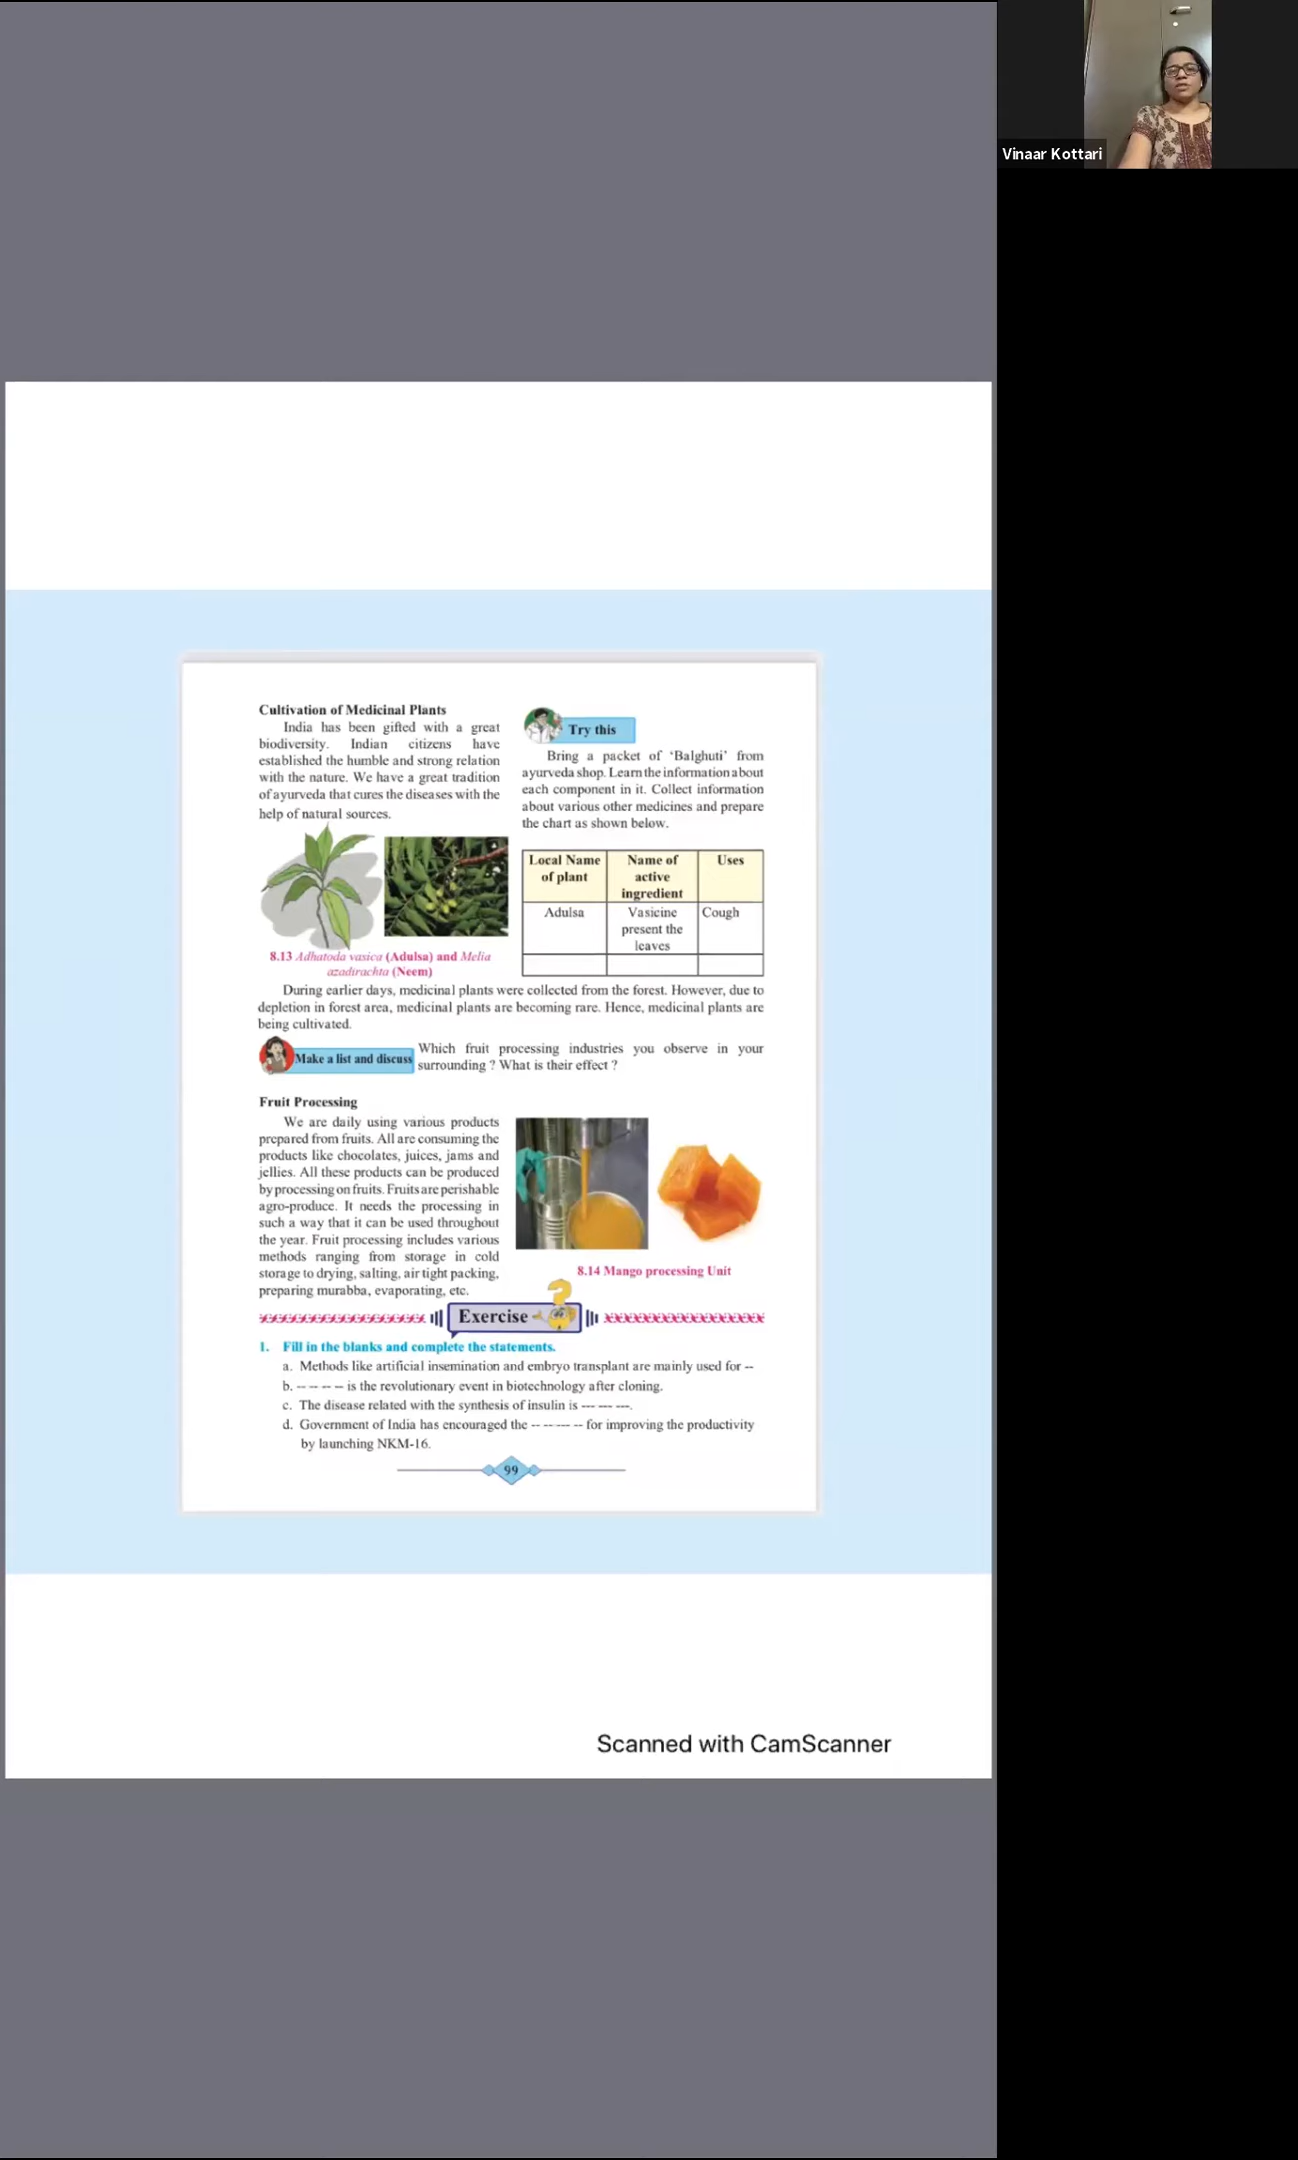 Vinaar Kottari
Cultivation of Medicinal Plants
India has been gifted with a great
biodiversity. Indian citizens have
established the humble and strong relation
with the nature. We have a great tradition
of ayurveda that cures the diseases with the
help of natural sources.
8.13 Adhatoda vasica (Adulsa) and Melia
azadirachta (Neem)
Try this
Bring a packet of ‘Balghuti’ from
ayurveda shop. Learn the information about
each component in it. Collect information
about various other medicines and prepare
the chart as shown below.
Local Name of plant | Name of active ingredient | Uses
Adulsa | Vasicine present the leaves | Cough
During earlier days, medicinal plants were collected from the forest. However, due to
depletion in forest area, medicinal plants are becoming rare. Hence, medicinal plants are
being cultivated.
Make a list and discuss
Which fruit processing industries you observe in your
surrounding ? What is their effect ?
Fruit Processing
We are daily using various products
prepared from fruits. All are consuming the
products like chocolates, juices, jams and
jellies. All these products can be produced
by processing on fruits. Fruits are perishable
agro-produce. It needs the processing in
such a way that it can be used throughout
the year. Fruit processing includes various
methods ranging from storage in cold
storage to drying, salting, air tight packing,
preparing murabba, evaporating, etc.
8.14 Mango processing Unit
Exercise
1. Fill in the blanks and complete the statements.
a. Methods like artificial insemination and embryo transplant are mainly used for --
b. -- -- -- -- is the revolutionary event in biotechnology after cloning.
c. The disease related with the synthesis of insulin is --- --- ---.
d. Government of India has encouraged the -- -- --- -- for improving the productivity
by launching NKM-16.
99
Scanned with CamScanner